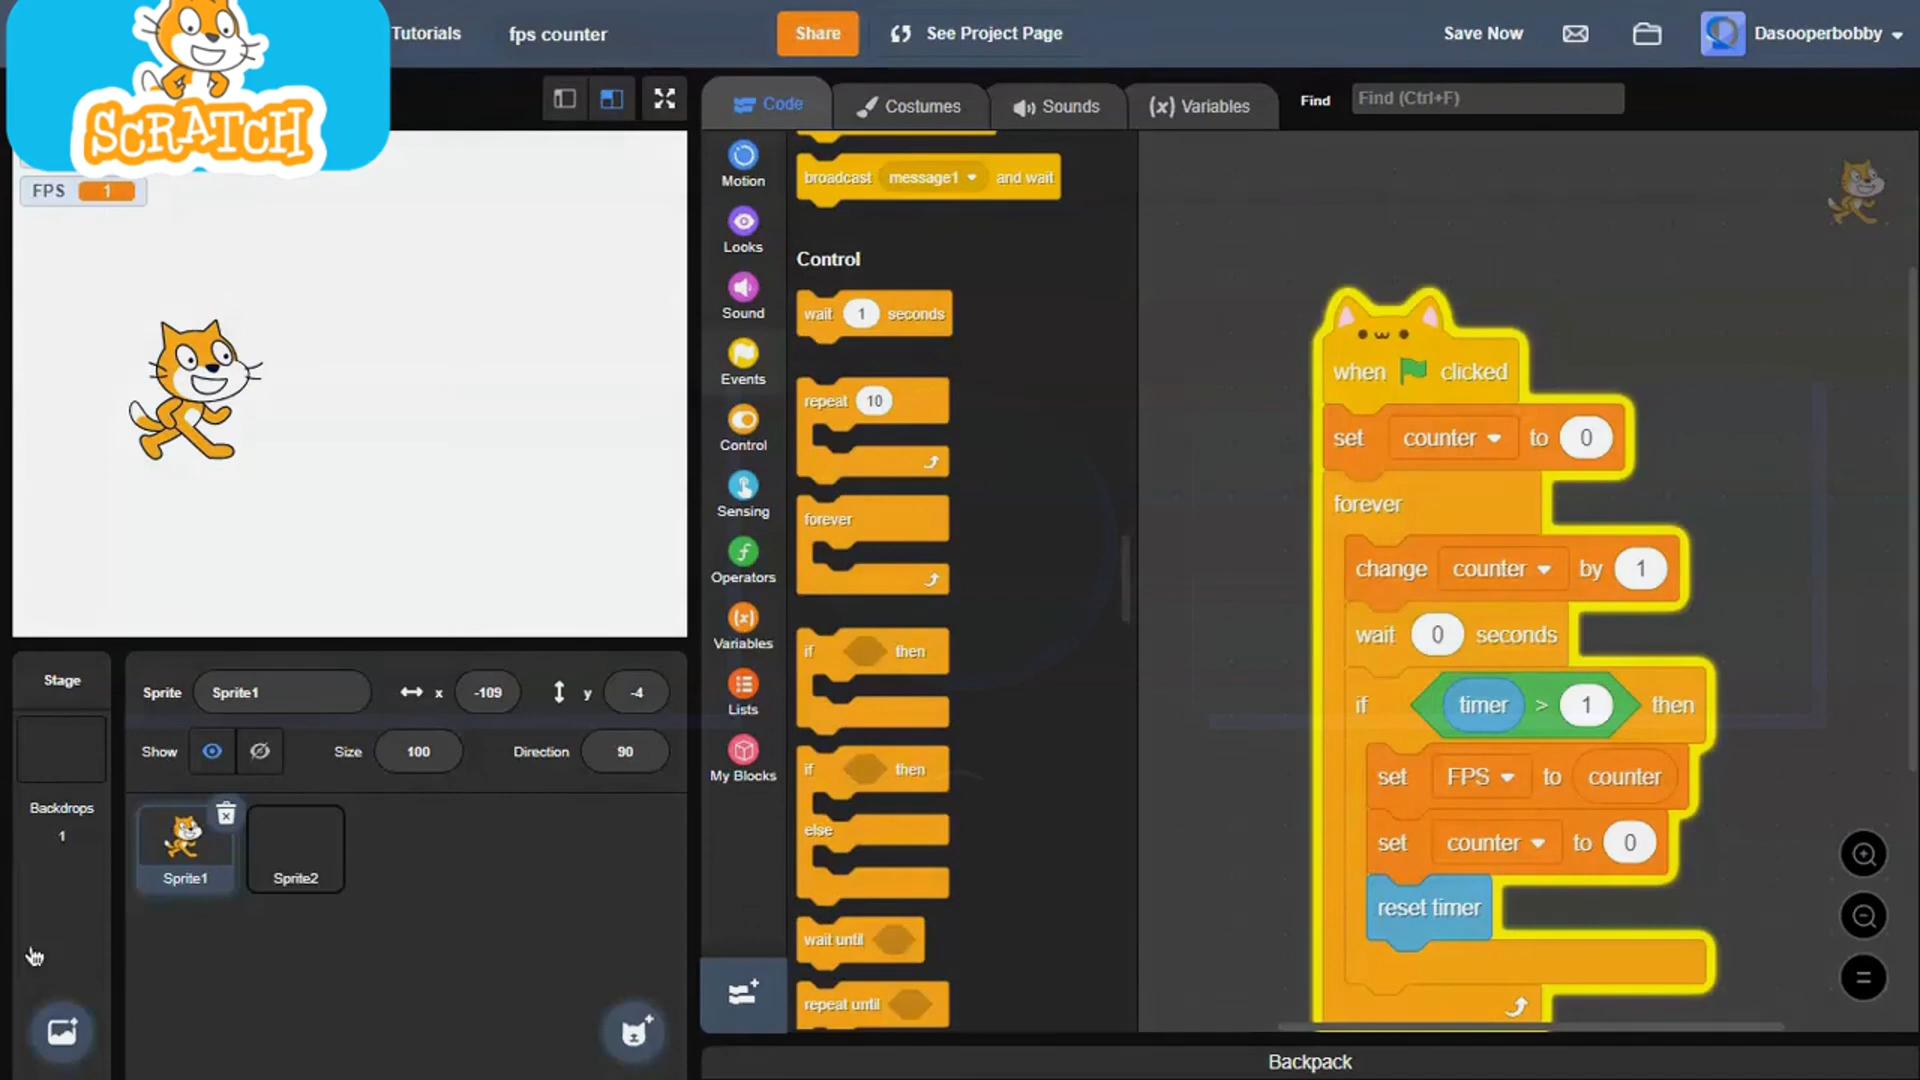 SCRATCH
Tutorials
fps counter
Share
See Project Page
Save Now
Dasooperbobby
Code
Costumes
Sounds
(x) Variables
Find
Find (Ctrl+F)
FPS 1
Motion
Looks
Sound
Events
Control
Sensing
Operators
Variables
Lists
My Blocks
broadcast message1 and wait
Control
wait 1 seconds
repeat 10
forever
if then
if then
else
wait until
repeat until
when clicked
set counter to 0
forever
change counter by 1
wait 0 seconds
if timer > 1 then
set FPS to counter
set counter to 0
reset timer
Stage
Backdrops
1
Sprite Sprite1 x -109 y -4
Show Size 100 Direction 90
Sprite1
Sprite2
Backpack